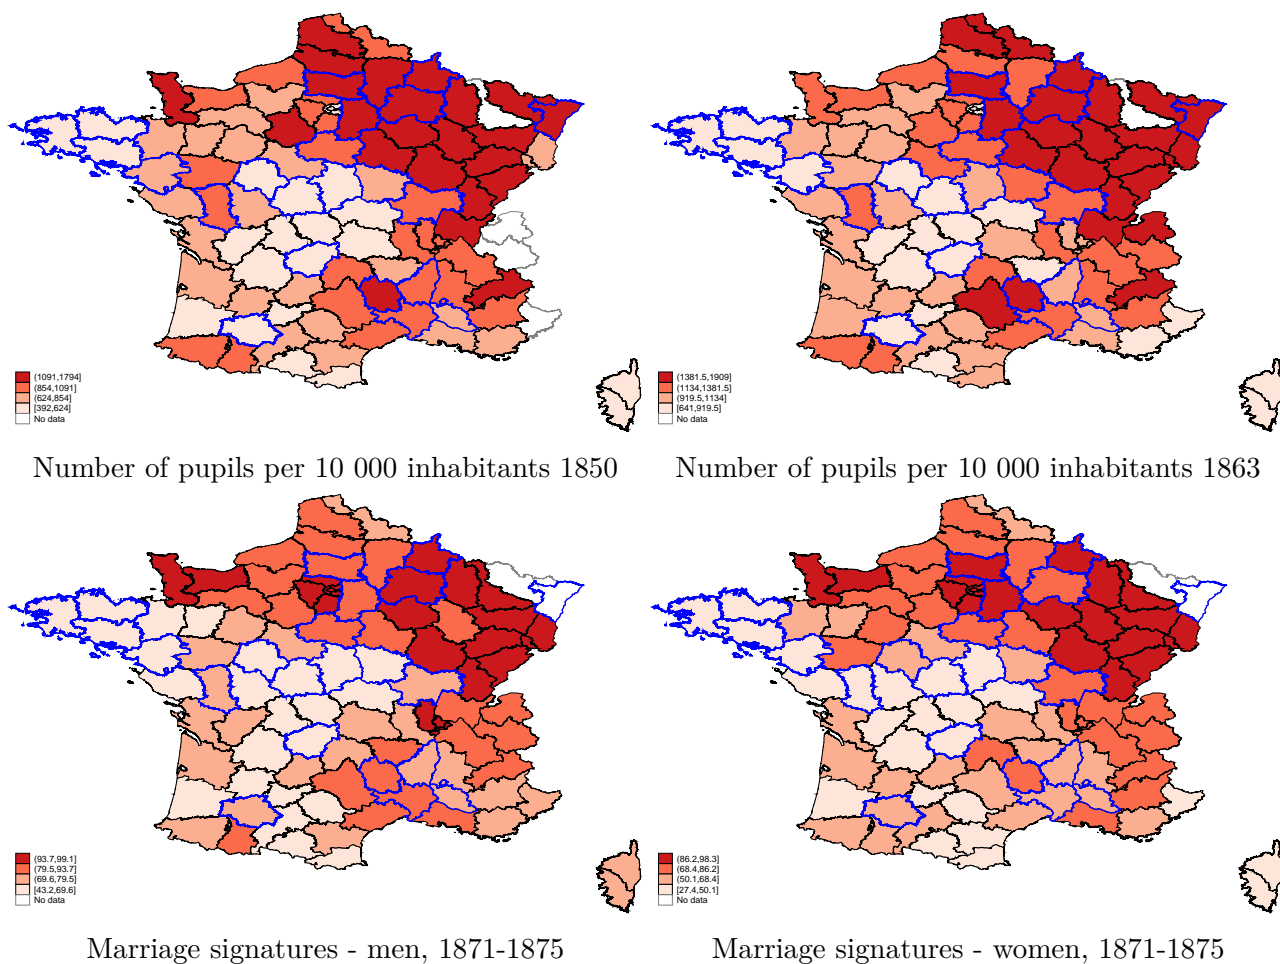 (1091,1794]
(854,1091]
(624,854]
[392,624]
No data
Number of pupils per 10 000 inhabitants 1850
(1381.5,1909]
(1134,1381.5]
(919.5,1134]
[641,919.5]
No data
Number of pupils per 10 000 inhabitants 1863
(93.7,99.1]
(79.5,93.7]
(69.6,79.5]
[43.2,69.6]
No data
Marriage signatures - men, 1871-1875
(86.2,98.3]
(68.4,86.2]
(50.1,68.4]
[27.4,50.1]
No data
Marriage signatures - women, 1871-1875